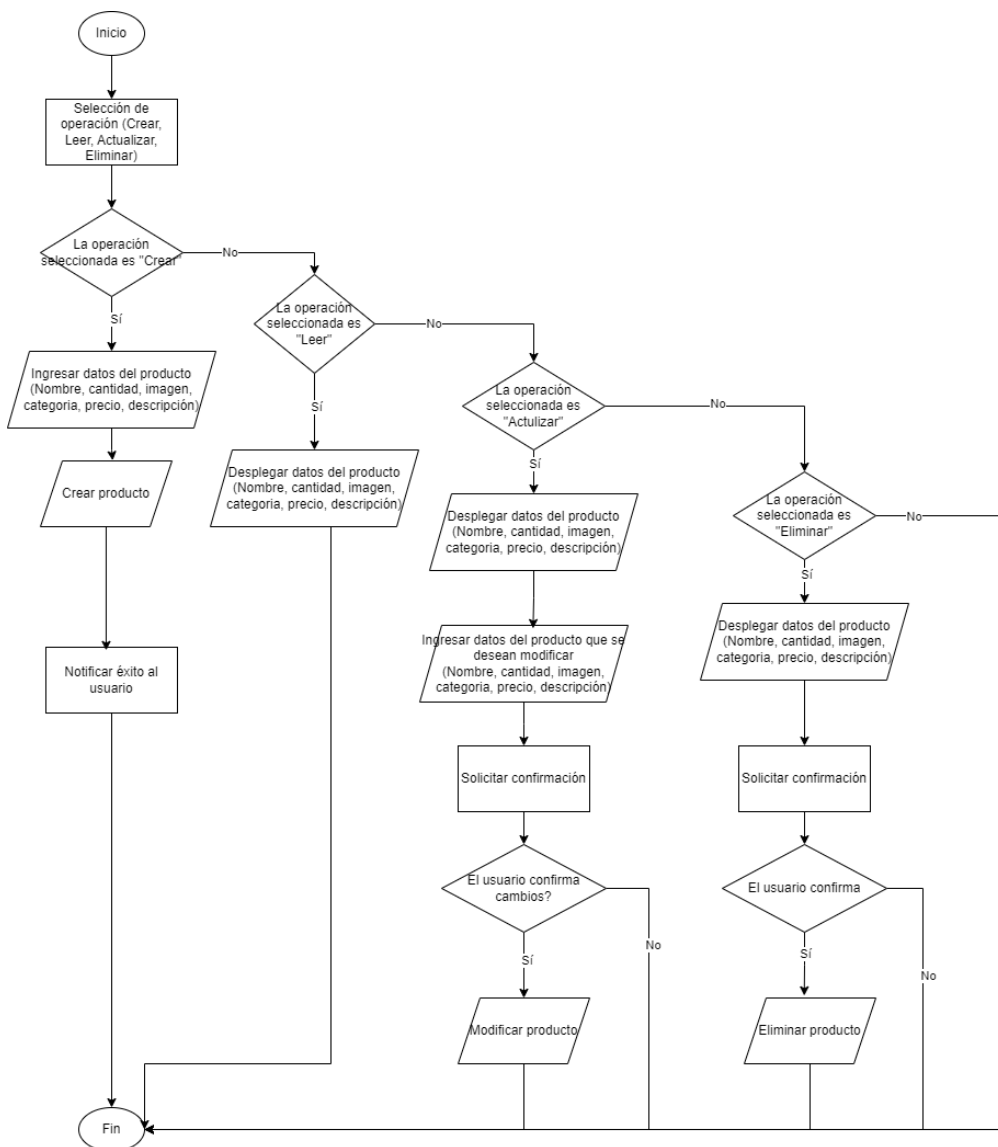 Inicio
Selección de
operación (Crear,
Leer, Actualizar,
Eliminar)
La operación
seleccionada es "Crear"
No
Sí
Ingresar datos del producto
(Nombre, cantidad, imagen,
categoria, precio, descripción)
Crear producto
Notificar éxito al
usuario
La operación
seleccionada es
"Leer"
No
Sí
Desplegar datos del producto
(Nombre, cantidad, imagen,
categoria, precio, descripción)
La operación
seleccionada es
"Actulizar"
No
Sí
Desplegar datos del producto
(Nombre, cantidad, imagen,
categoria, precio, descripción)
Ingresar datos del producto que se
desean modificar
(Nombre, cantidad, imagen,
categoria, precio, descripción)
Solicitar confirmación
El usuario confirma
cambios?
No
Sí
Modificar producto
La operación
seleccionada es
"Eliminar"
No
Sí
Desplegar datos del producto
(Nombre, cantidad, imagen,
categoria, precio, descripción)
Solicitar confirmación
El usuario confirma
No
Sí
Eliminar producto
Fin